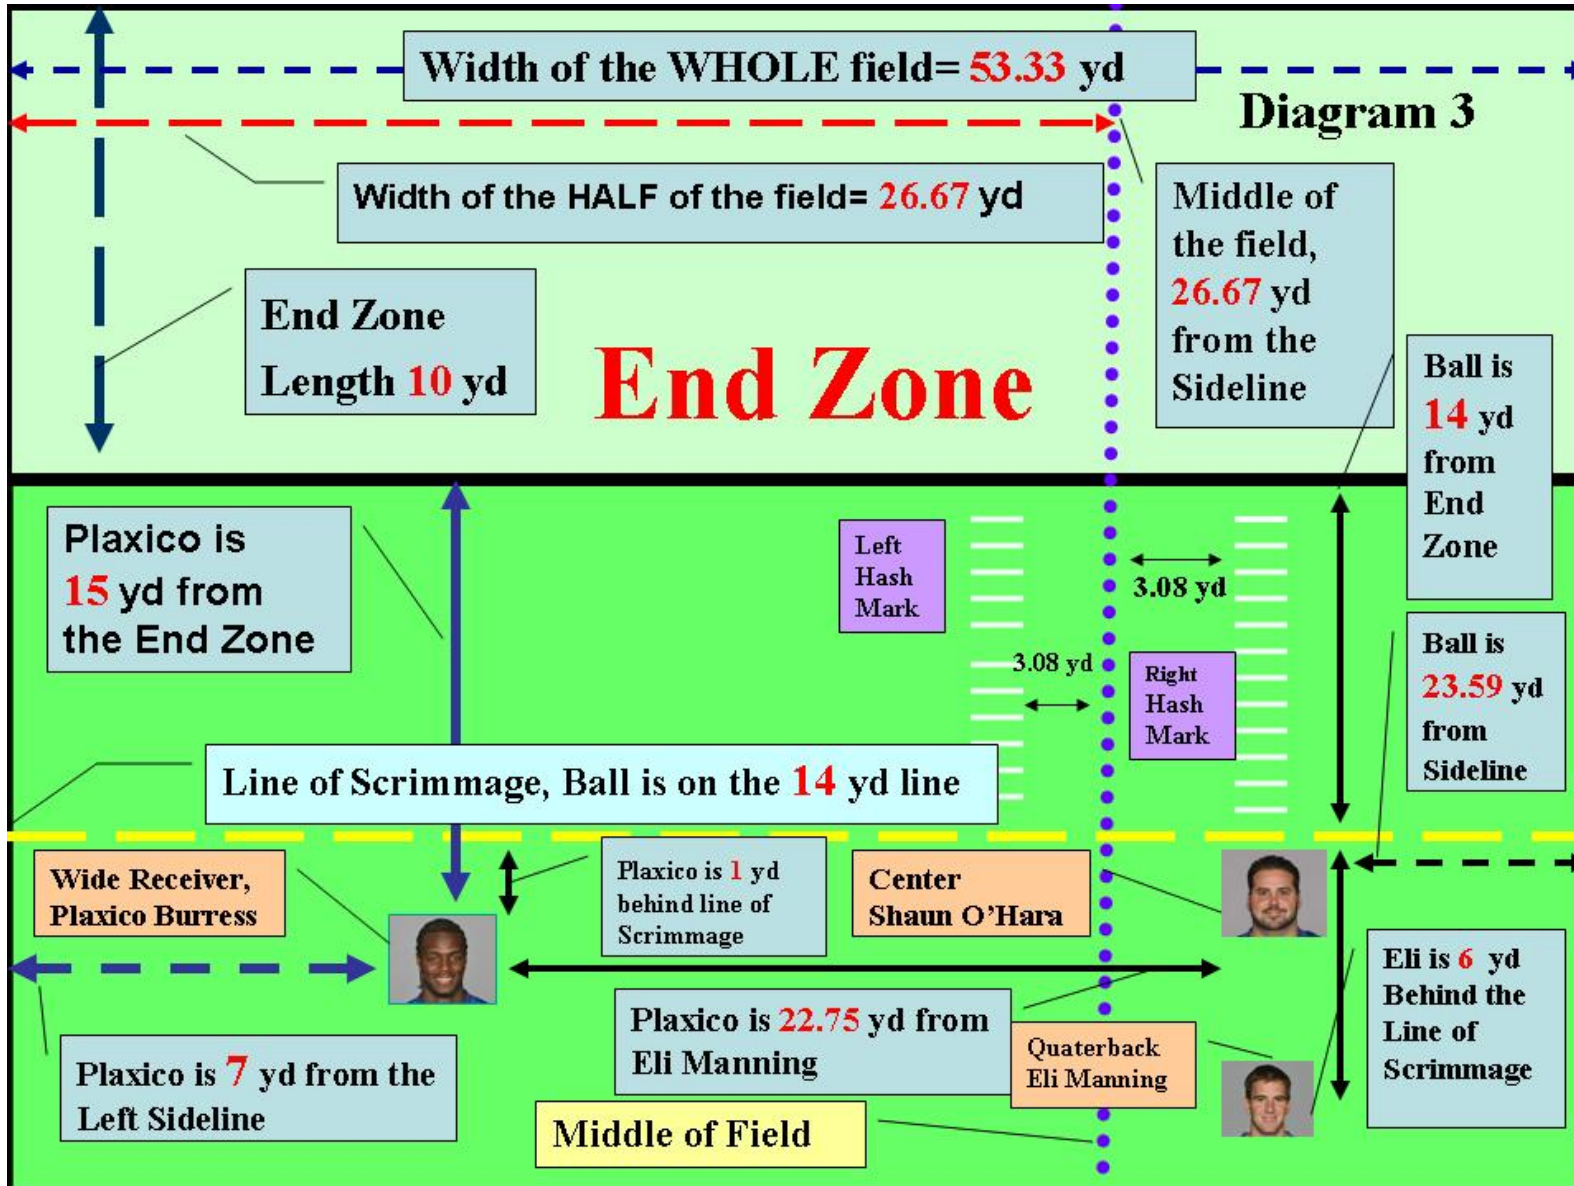 Width of the WHOLE field= 53.33 yd
Diagram 3
Width of the HALF of the field= 26.67 yd
Middle of
the field,
26.67 yd
from the
Sideline
End Zone
Length 10 yd
End Zone
Ball is
14 yd
from
End
Zone
Plaxico is
15 yd from
the End Zone
Left
Hash
Mark
3.08 yd
3.08 yd
Right
Hash
Mark
Ball is
23.59 yd
from
Sideline
Line of Scrimmage, Ball is on the 14 yd line
Wide Receiver,
Plaxico Burress
Plaxico is 1 yd
behind line of
Scrimmage
Center
Shaun O'Hara
Eli is 6 yd
Behind the
Line of
Scrimmage
Plaxico is 22.75 yd from
Eli Manning
Quaterback
Eli Manning
Plaxico is 7 yd from the
Left Sideline
Middle of Field